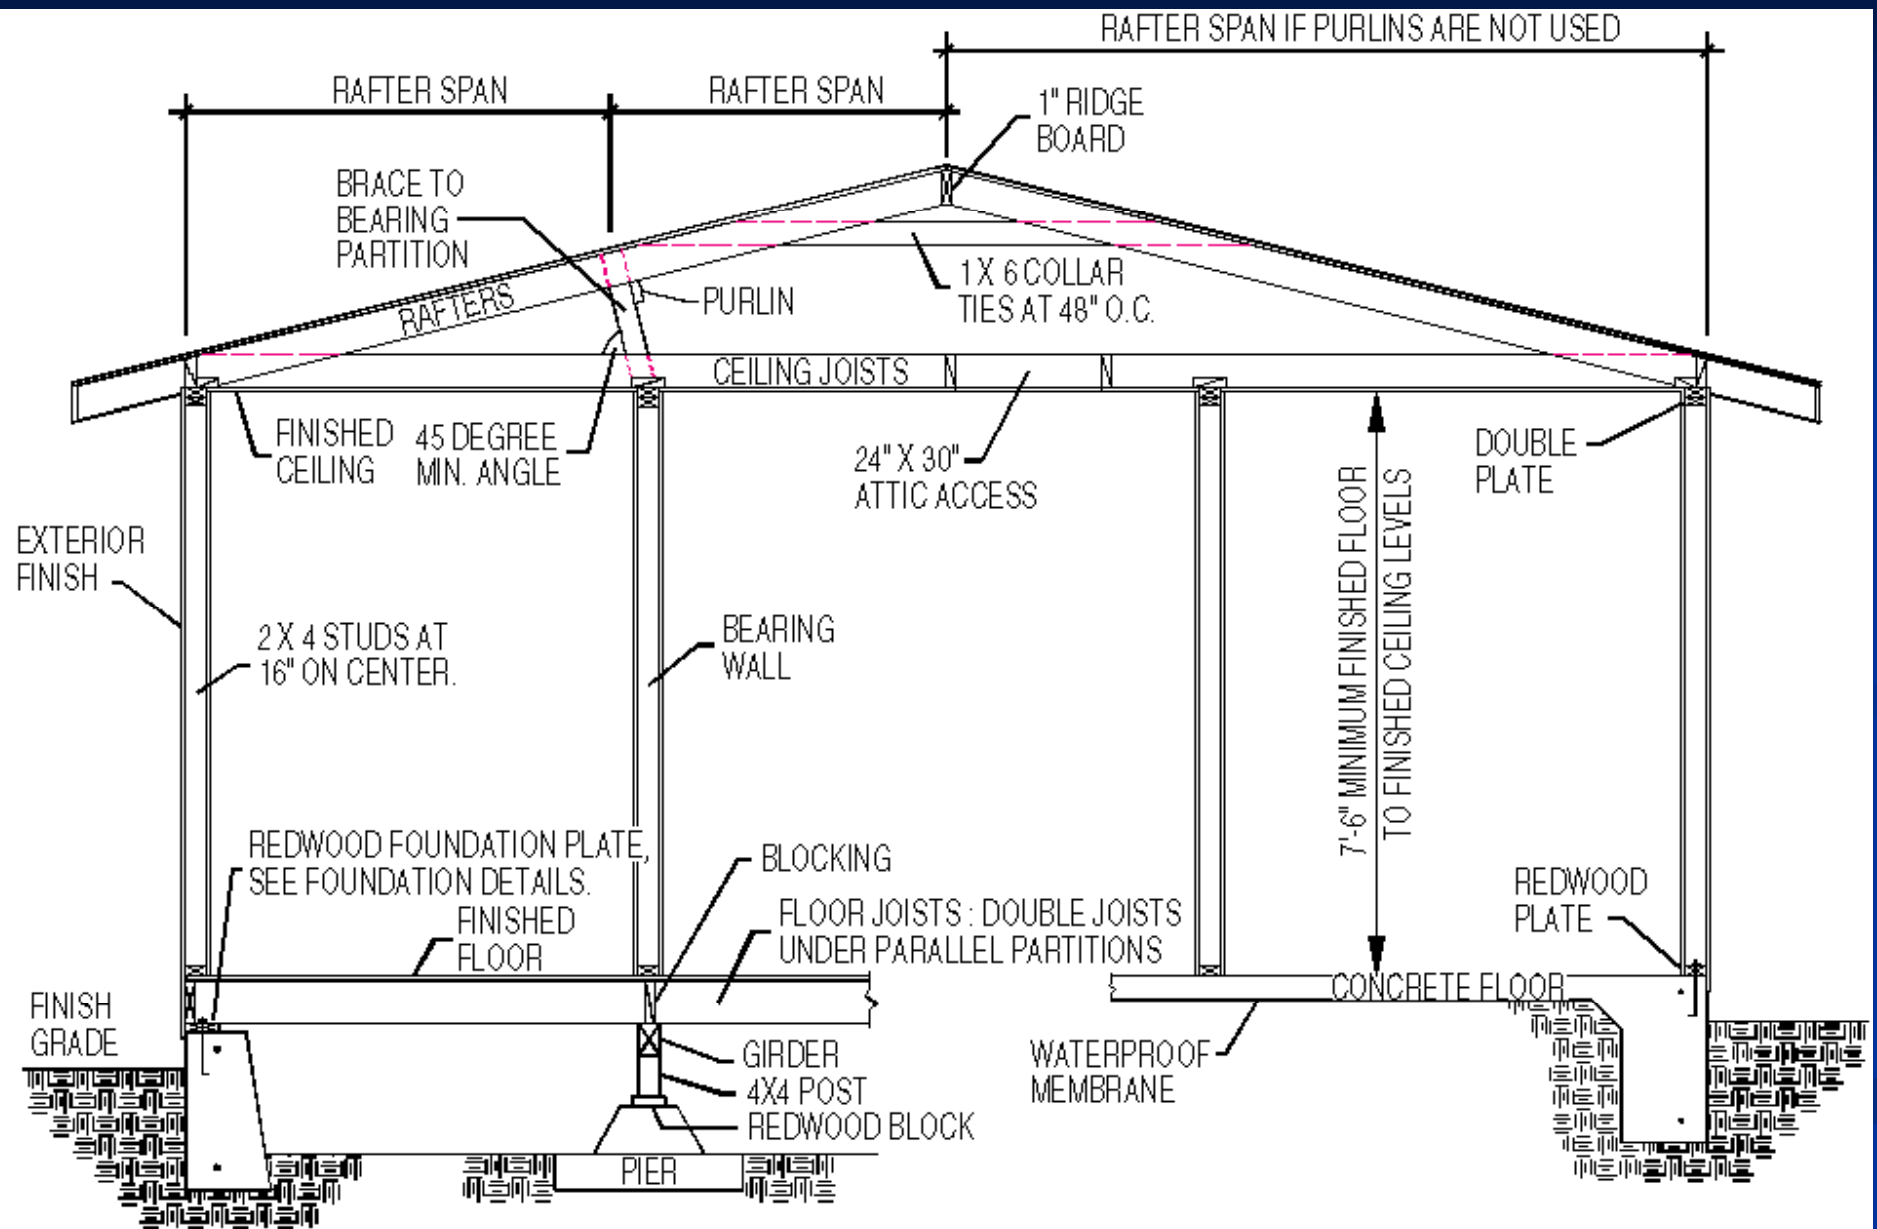 RAFTER SPAN IF PURLINS ARE NOT USED
RAFTER SPAN
RAFTER SPAN
1" RIDGE
BOARD
BRACE TO
BEARING
PARTITION
RAFTERS
PURLIN
1 X 6 COLLAR
TIES AT 48" O.C.
CEILING JOISTS
FINISHED
CEILING
45 DEGREE
MIN. ANGLE
24" X 30"
ATTIC ACCESS
DOUBLE
PLATE
EXTERIOR
FINISH
2 X 4 STUDS AT
16" ON CENTER.
BEARING
WALL
7'-6" MINIMUM FINISHED FLOOR
TO FINISHED CEILING LEVELS
REDWOOD FOUNDATION PLATE,
SEE FOUNDATION DETAILS.
BLOCKING
FINISHED
FLOOR
FLOOR JOISTS : DOUBLE JOISTS
UNDER PARALLEL PARTITIONS
REDWOOD
PLATE
CONCRETE FLOOR
FINISH
GRADE
GIRDER
4X4 POST
REDWOOD BLOCK
WATERPROOF
MEMBRANE
PIER